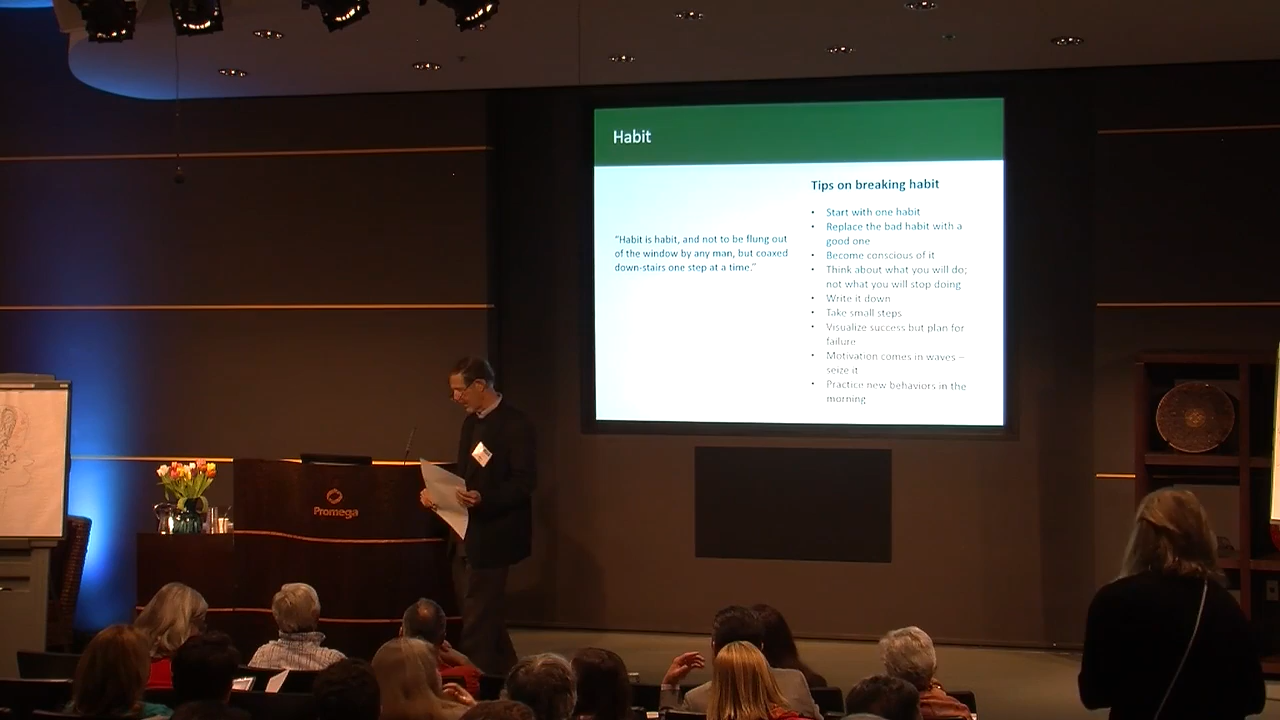 Habit
"Habit is habit, and not to be flung out
of the window by any man, but coaxed
down-stairs one step at a time."
Tips on breaking habit
• Start with one habit
• Replace the bad habit with a
good one
• Become conscious of it
• Think about what you will do;
not what you will stop doing
• Write it down
• Take small steps
• Visualize success but plan for
failure
• Motivation comes in waves –
seize it
• Practice new behaviors in the
morning
Promega